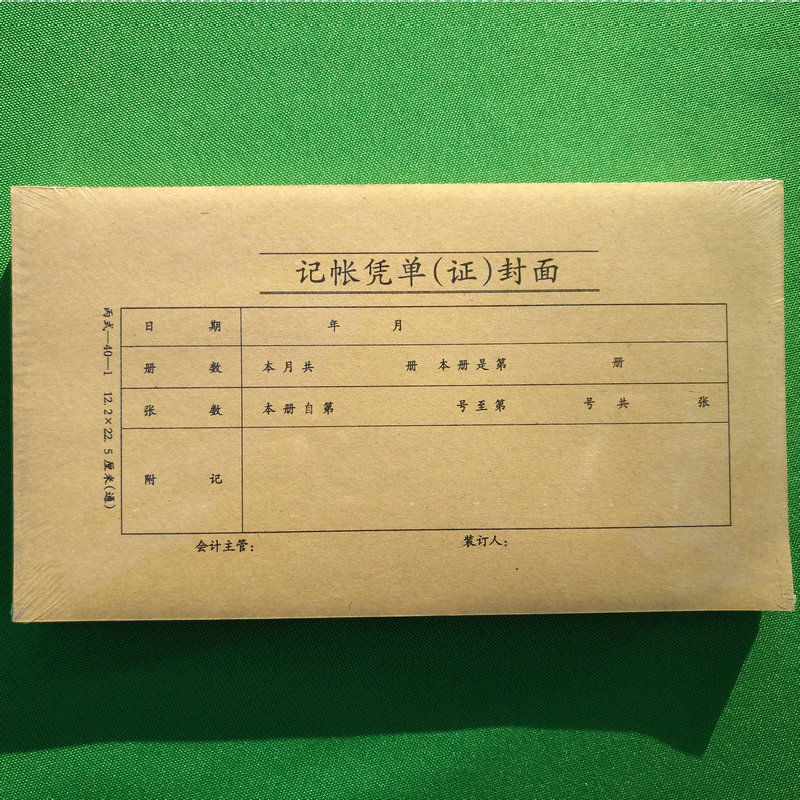 记帐凭单(证)封面
日 期 年 月
册 数 本月共 册 本册是第 册
张 数 本册自第 号至第 号共 张
附 记
会计主管: 装订人:
丙式—40—1 12.2×22.5厘米(通)